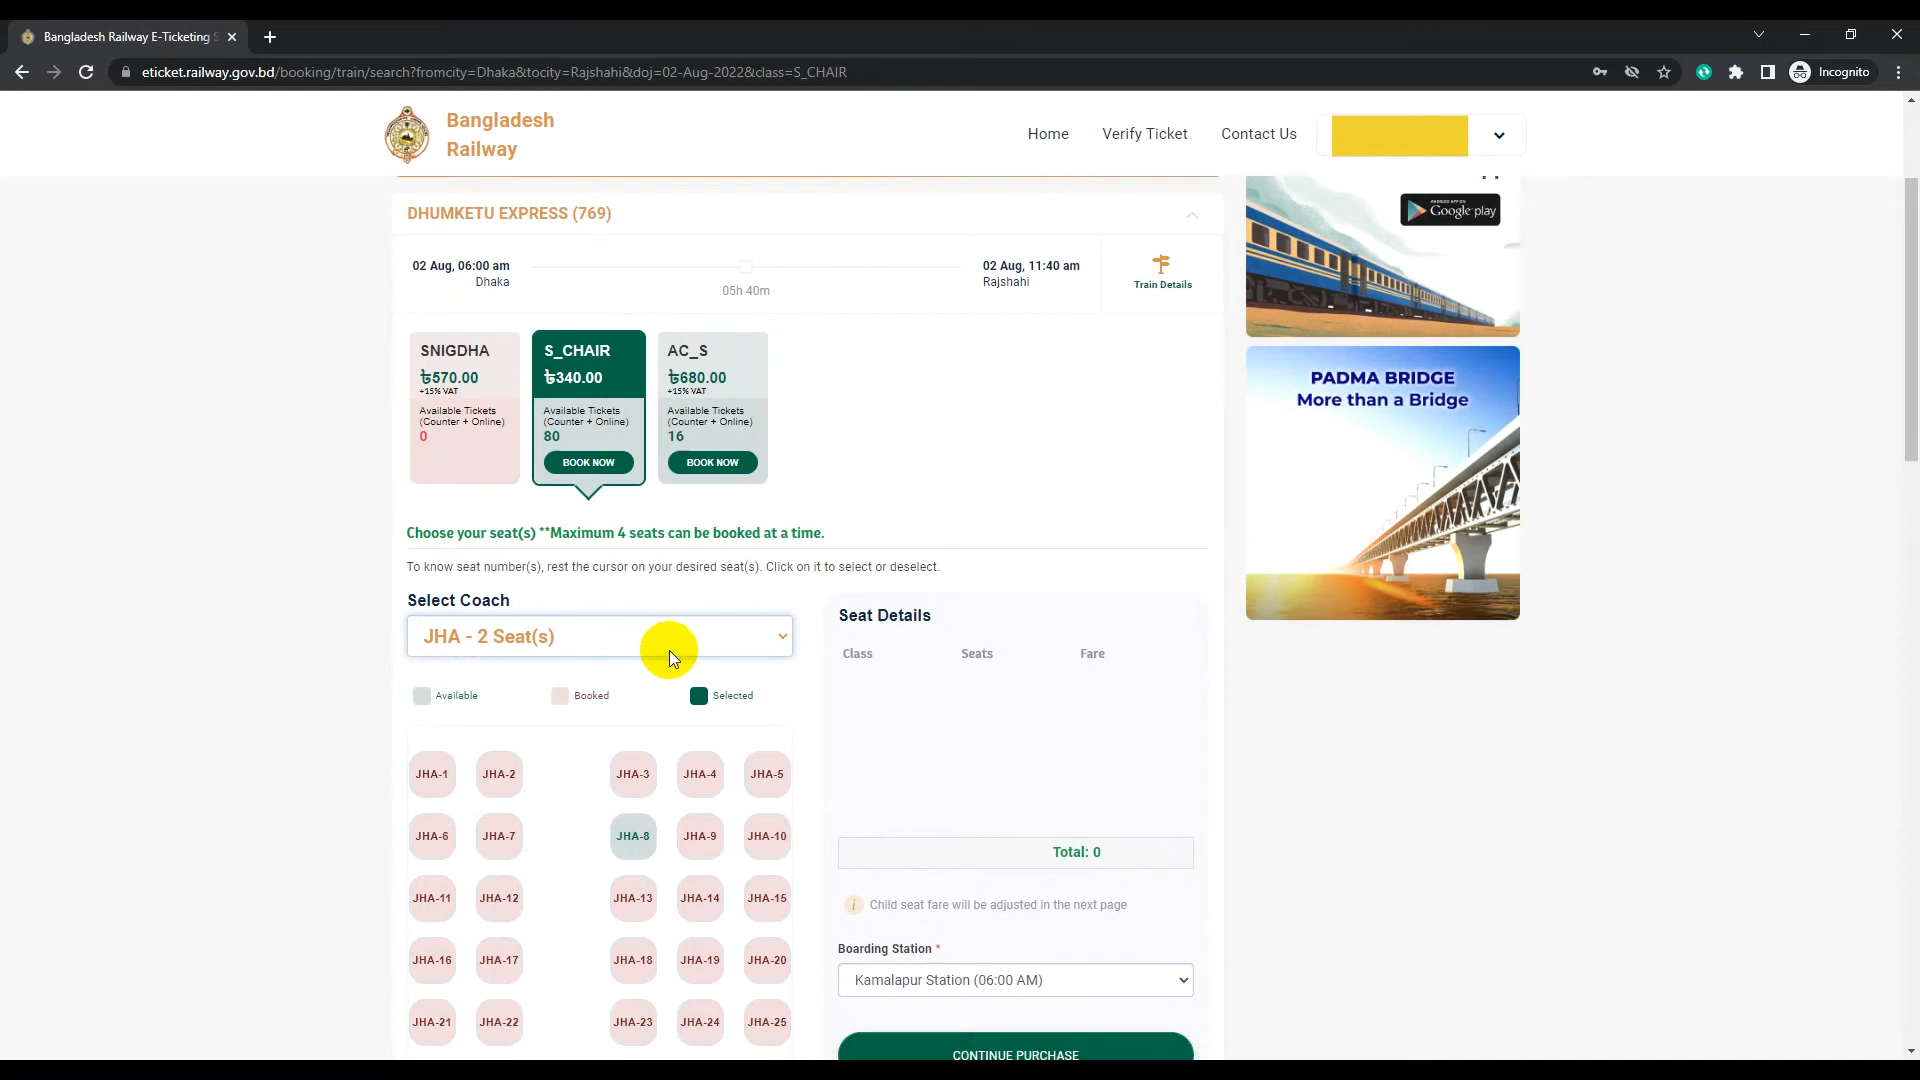 Bangladesh Railway E-Ticketing S
eticket.railway.gov.bd/booking/train/search?fromcity=Dhaka&tocity=Rajshahi&doj=02-Aug-2022&class=S_CHAIR
Incognito
Bangladesh
Railway
Home
Verify Ticket
Contact Us
DHUMKETU EXPRESS (769)
02 Aug, 06:00 am
Dhaka
05h 40m
02 Aug, 11:40 am
Rajshahi
Train Details
SNIGDHA
৳570.00
+15% VAT
Available Tickets
(Counter + Online)
0
S_CHAIR
৳340.00
Available Tickets
(Counter + Online)
80
BOOK NOW
AC_S
৳680.00
+15% VAT
Available Tickets
(Counter + Online)
16
BOOK NOW
Choose your seat(s) **Maximum 4 seats can be booked at a time.
To know seat number(s), rest the cursor on your desired seat(s). Click on it to select or deselect.
Select Coach
JHA - 2 Seat(s)
Available
Booked
Selected
JHA-1 JHA-2 JHA-3 JHA-4 JHA-5
JHA-6 JHA-7 JHA-8 JHA-9 JHA-10
JHA-11 JHA-12 JHA-13 JHA-14 JHA-15
JHA-16 JHA-17 JHA-18 JHA-19 JHA-20
JHA-21 JHA-22 JHA-23 JHA-24 JHA-25
Seat Details
Class Seats Fare
Total: 0
i Child seat fare will be adjusted in the next page
Boarding Station *
Kamalapur Station (06:00 AM)
CONTINUE PURCHASE
ANDROID APP ON
Google play
PADMA BRIDGE
More than a Bridge